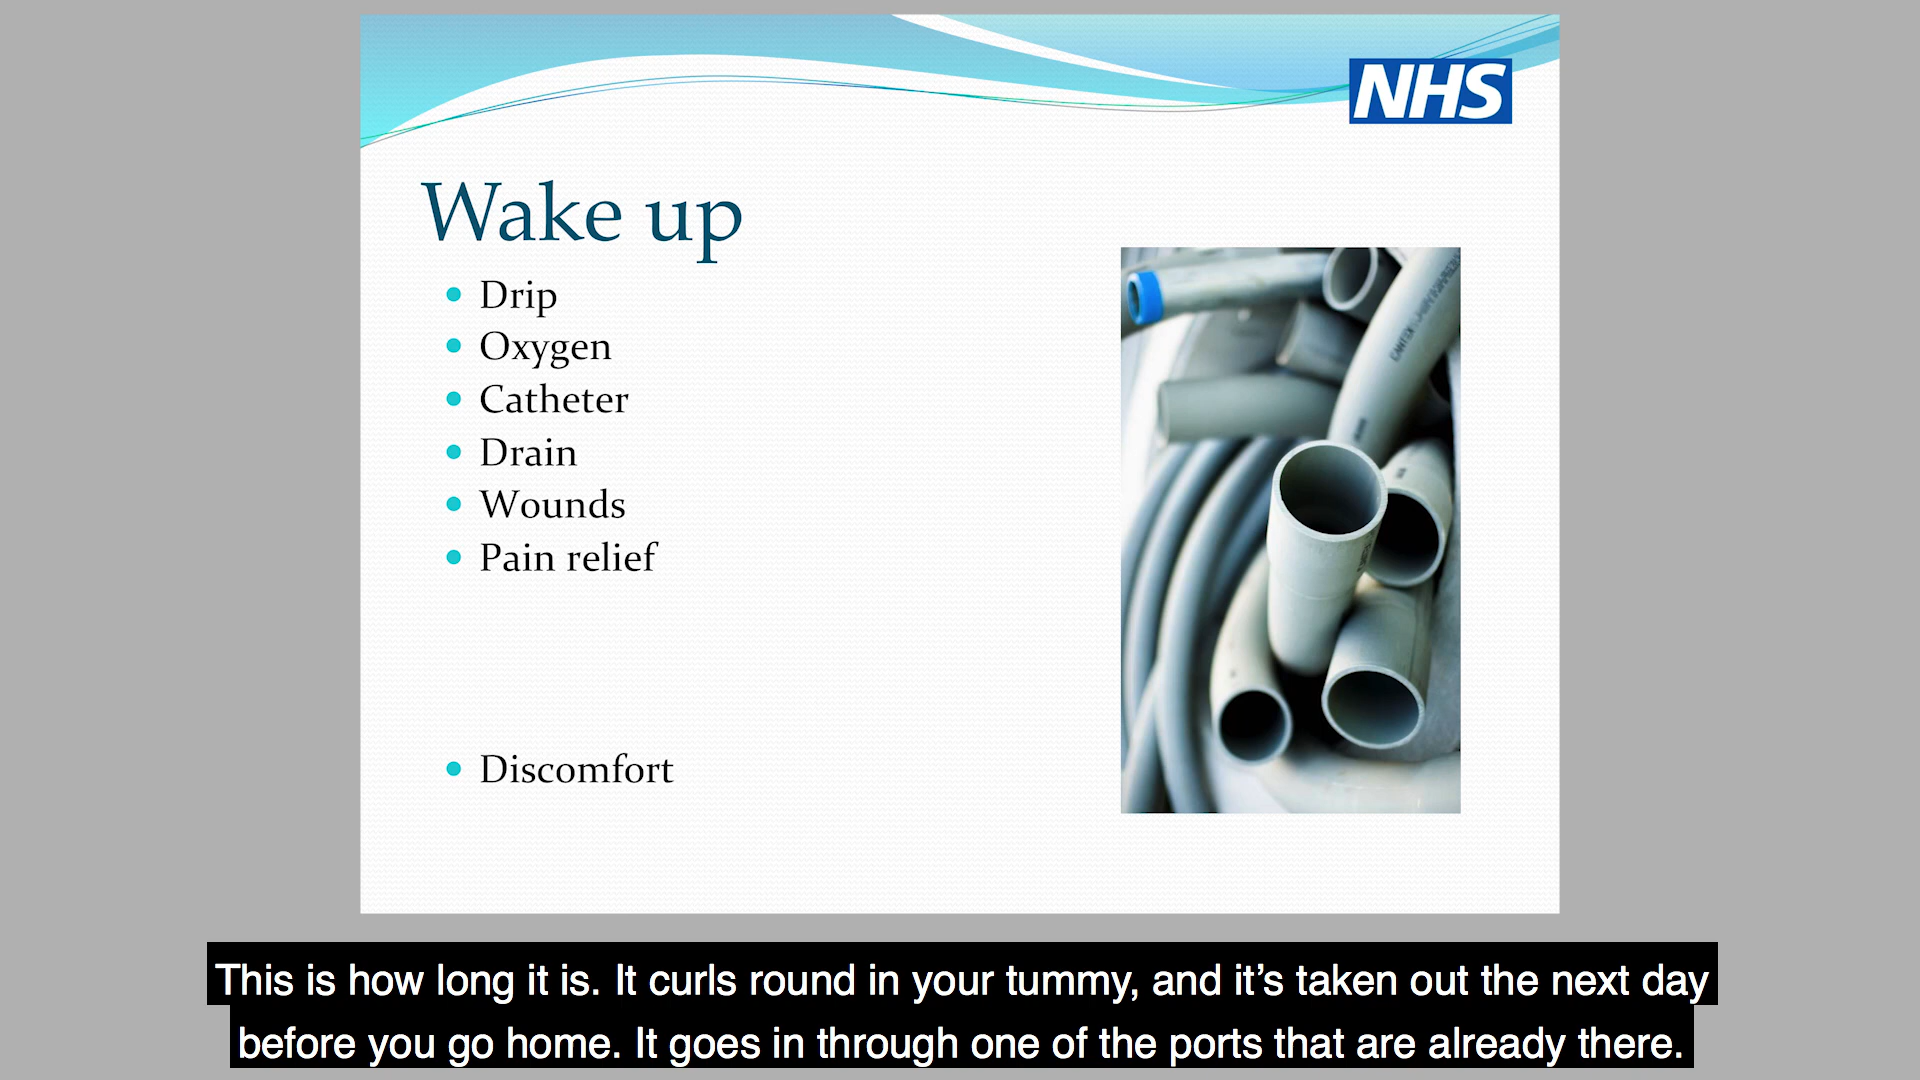 NHS
Wake up
Drip
Oxygen
Catheter
Drain
Wounds
Pain relief
Discomfort
This is how long it is. It curls round in your tummy, and it’s taken out the next day
before you go home. It goes in through one of the ports that are already there.